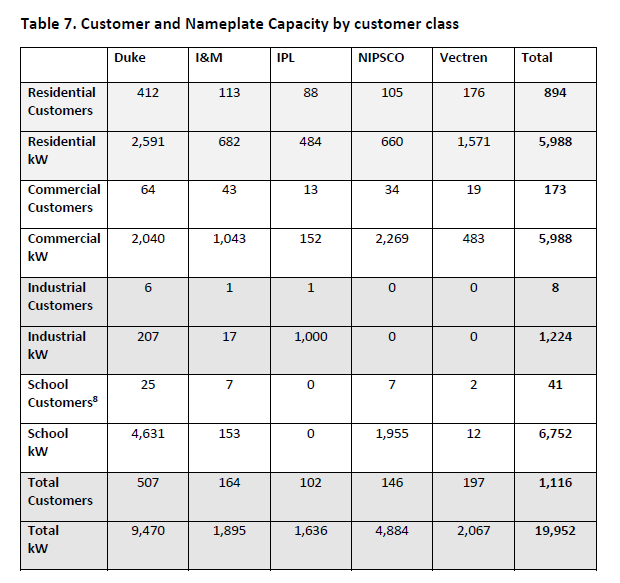 Table 7. Customer and Nameplate Capacity by customer class
Duke I&M IPL NIPSCO Vectren Total
Residential Customers 412 113 88 105 176 894
Residential kW 2,591 682 484 660 1,571 5,988
Commercial Customers 64 43 13 34 19 173
Commercial kW 2,040 1,043 152 2,269 483 5,988
Industrial Customers 6 1 1 0 0 8
Industrial kW 207 17 1,000 0 0 1,224
School Customers⁸ 25 7 0 7 2 41
School kW 4,631 153 0 1,955 12 6,752
Total Customers 507 164 102 146 197 1,116
Total kW 9,470 1,895 1,636 4,884 2,067 19,952